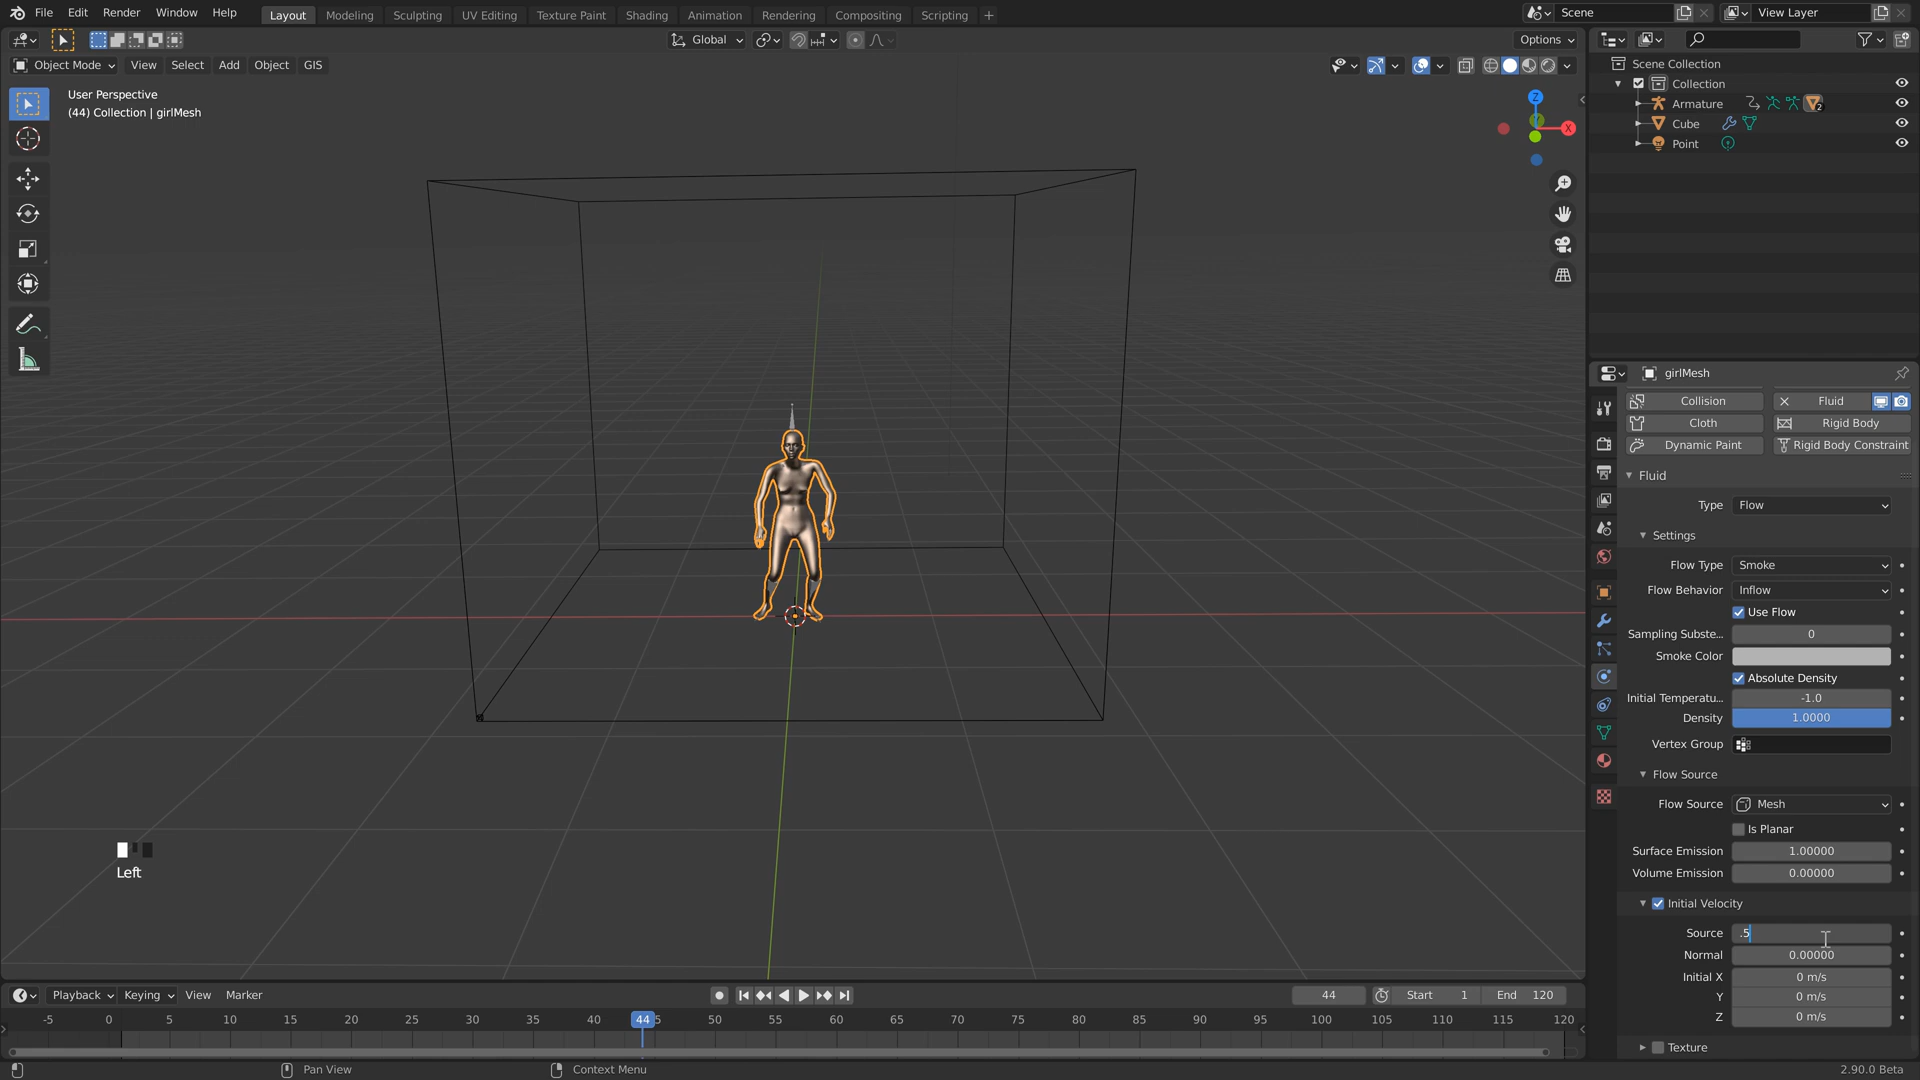 File Edit Render Window Help Layout Modeling Sculpting UV Editing Texture Paint Shading Animation Rendering Compositing Scripting + Scene View Layer
Global Options
Object Mode View Select Add Object GIS
User Perspective
(44) Collection | girlMesh
Z
X
Scene Collection
Collection
Armature 2
Cube
Point
girlMesh
Collision Fluid
Cloth Rigid Body
Dynamic Paint Rigid Body Constraint
Fluid
Type Flow
Settings
Flow Type Smoke
Flow Behavior Inflow
Use Flow
Sampling Subste... 0
Smoke Color
Absolute Density
Initial Temperatu... -1.0
Density 1.0000
Vertex Group
Flow Source
Flow Source Mesh
Is Planar
Surface Emission 1.00000
Volume Emission 0.00000
Initial Velocity
Source .5
Normal 0.00000
Initial X 0 m/s
Y 0 m/s
Z 0 m/s
Texture
Left
Playback Keying View Marker 44 Start 1 End 120
-5 0 5 10 15 20 25 30 35 40 44 5 50 55 60 65 70 75 80 85 90 95 100 105 110 115 120
Pan View Context Menu 2.90.0 Beta